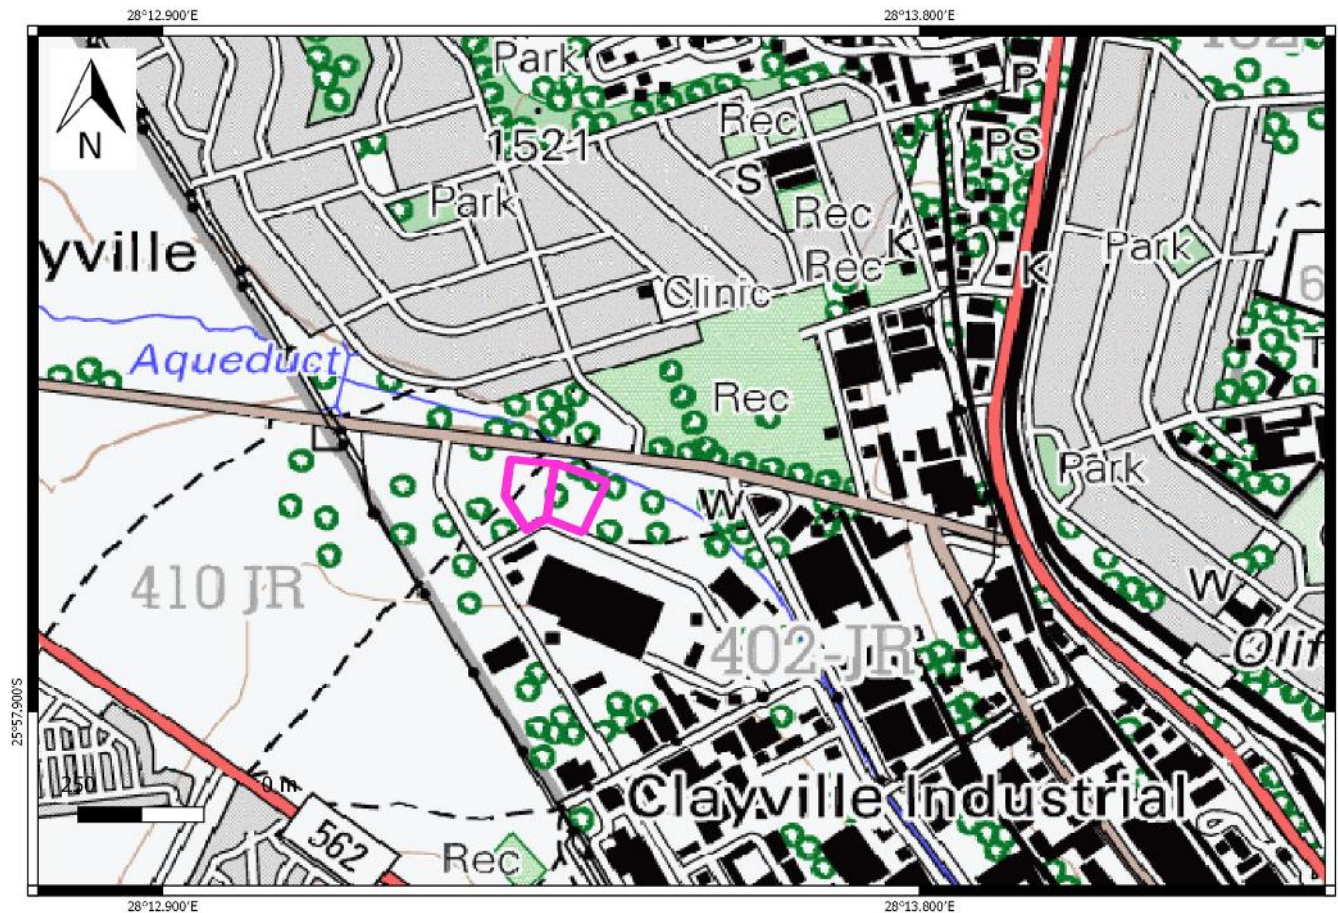 28°12.900'E
28°13.800'E
Park
P
Rec
PS
1521
N
S
Park
Rec
K
yville
Rec
Park
K
Clinic
6
Aqueduct
T
Rec
Park
W
410 JR
W
402-JR
Olif
25°57.900'S
250
0 m
Clayville Industrial
562
Rec
28°12.900'E
28°13.800'E